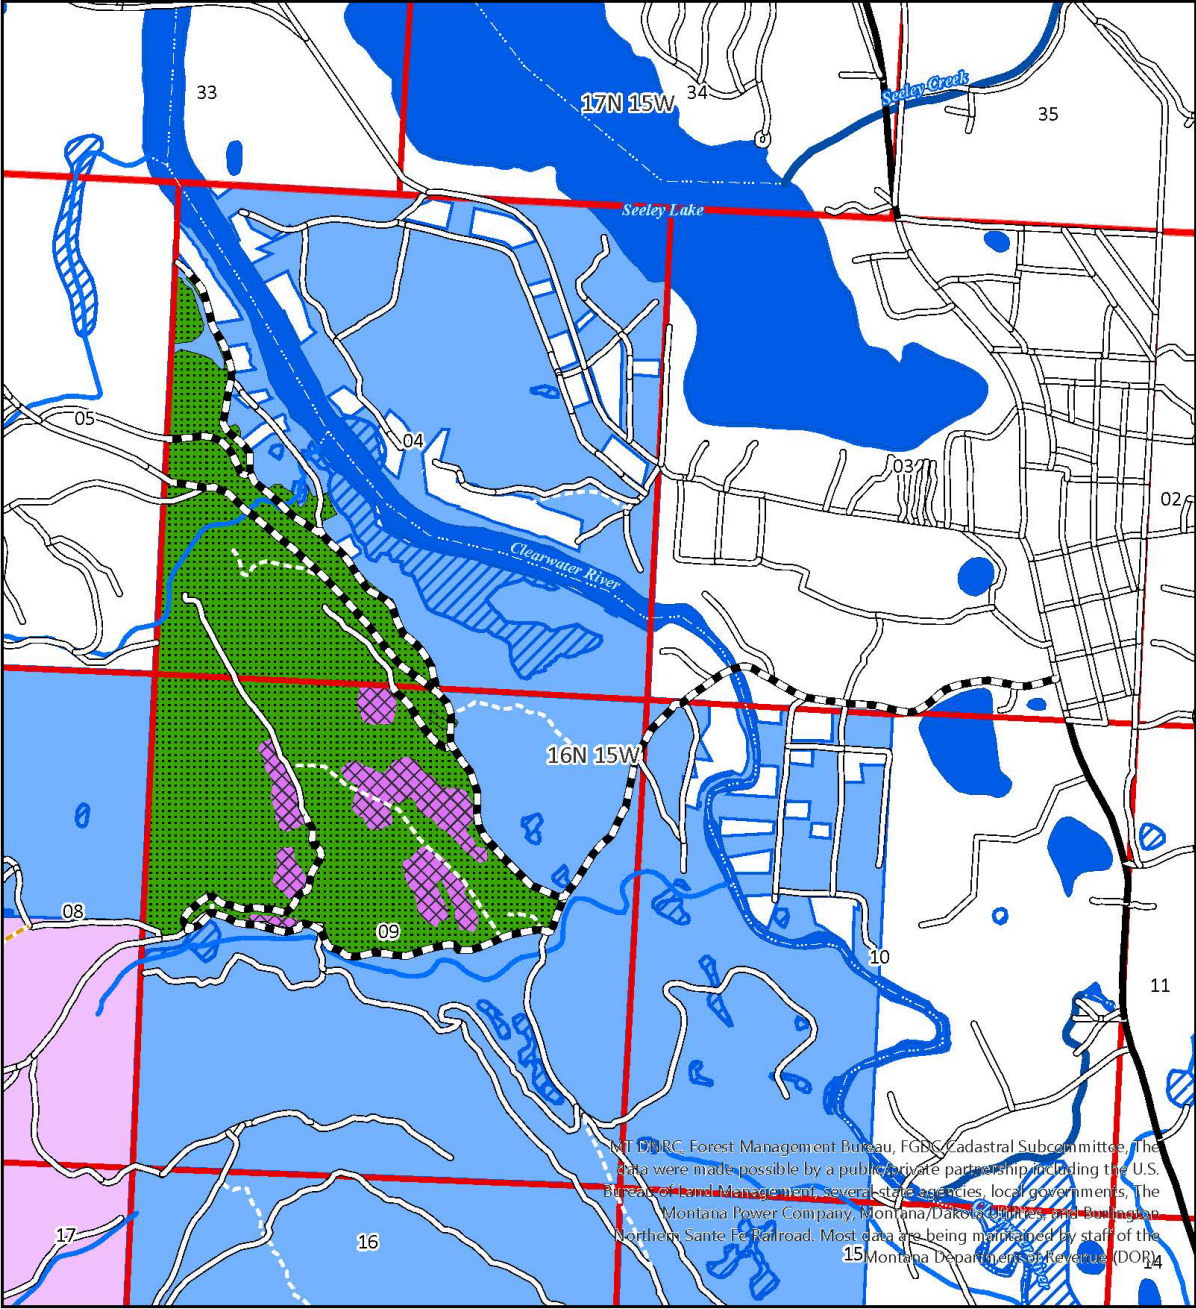 33
17N 15W
34
Seeley Creek
35
Seeley Lake
05
04
03
02
Clearwater River
16N 15W
08
09
10
11
MT DNRC, Forest Management Bureau, FGDC Cadastral Subcommittee, The
data were made possible by a public/private partnership including the U.S.
Bureau of Land Management, several state agencies, local governments, The
Montana Power Company, Montana/Dakota Utilities, and Burlington
Northern Sante Fe Railroad. Most data are being maintained by staff of the
Montana Department of Revenue (DOR).
17
16
15
14
River